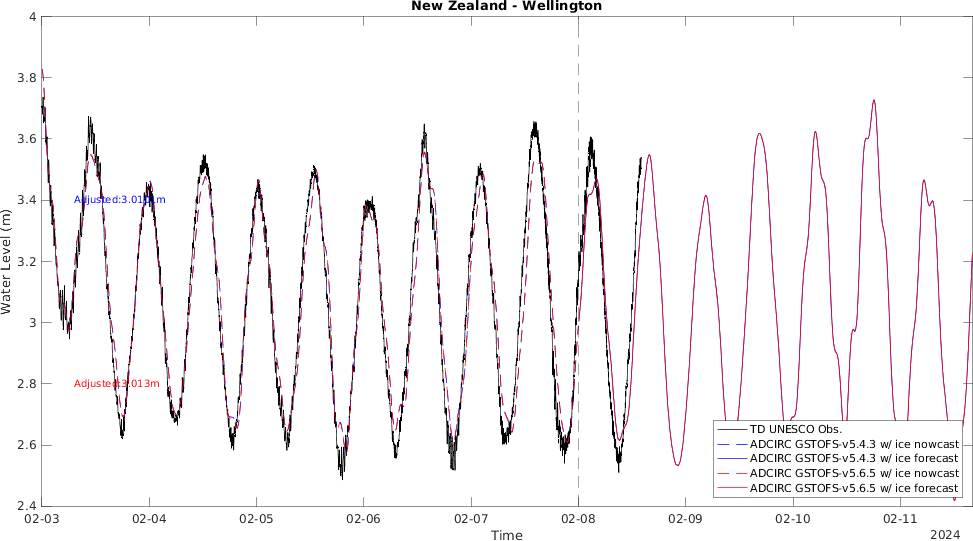 New Zealand - Wellington
4
3.8
3.6
3.4
3.2
3
2.8
2.6
2.4
Water Level (m)
Adjusted:3.0101m
Adjusted:3.013m
TD UNESCO Obs.
ADCIRC GSTOFS-v5.4.3 w/ ice nowcast
ADCIRC GSTOFS-v5.4.3 w/ ice forecast
ADCIRC GSTOFS-v5.6.5 w/ ice nowcast
ADCIRC GSTOFS-v5.6.5 w/ ice forecast
02-03 02-04 02-05 02-06 02-07 02-08 02-09 02-10 02-11
Time
2024